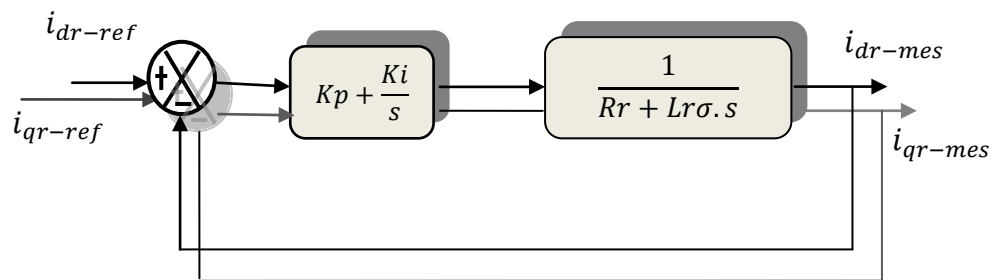 i_{dr-ref}
i_{qr-ref}
+
−
Kp + Ki/s
1/(Rr + Lrσ.s)
i_{dr-mes}
i_{qr-mes}